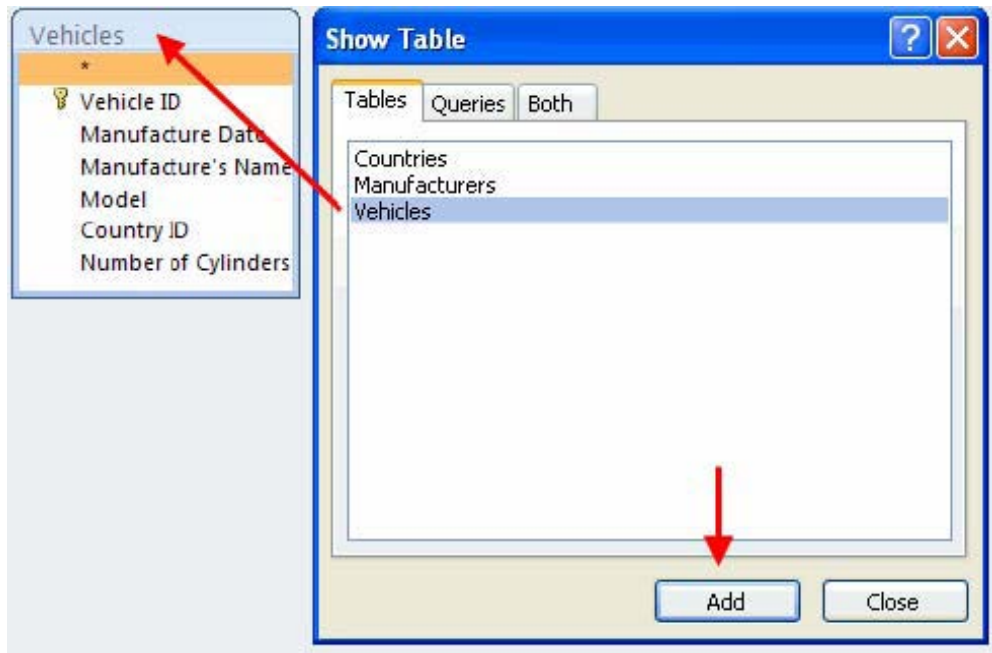 Vehicles
*
Vehicle ID
Manufacture Date
Manufacture's Name
Model
Country ID
Number of Cylinders
Show Table
?
Tables Queries Both
Countries
Manufacturers
Vehicles
Add Close